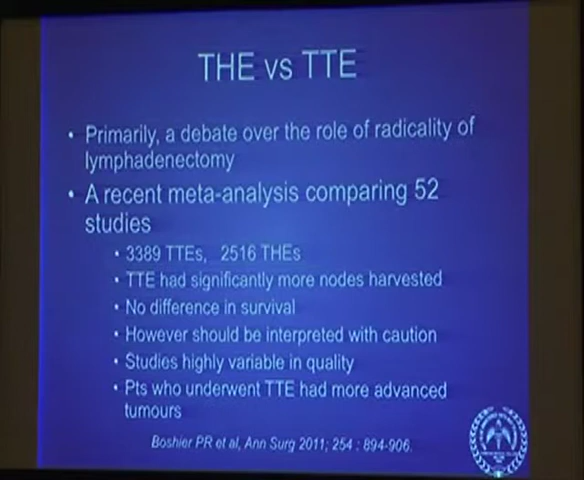 THE vs TTE
• Primarily, a debate over the role of radicality of
lymphadenectomy
• A recent meta-analysis comparing 52
studies
• 3389 TTEs, 2516 THEs
• TTE had significantly more nodes harvested
• No difference in survival
• However should be interpreted with caution
• Studies highly variable in quality
• Pts who underwent TTE had more advanced
tumours
Boshier PR et al, Ann Surg 2011; 254 : 894-906.